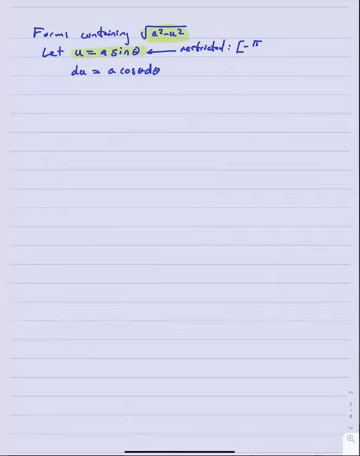 Forms containing √(a²-u²)
Let u = a sinθ ← restricted: [-π
du = a cosθdθ